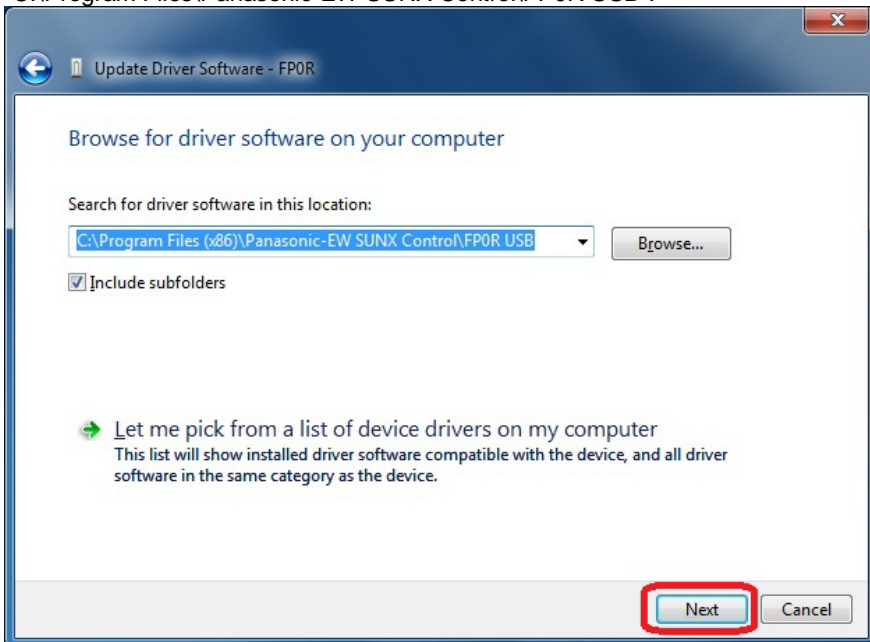 Update Driver Software - FP0R
Browse for driver software on your computer
Search for driver software in this location:
C:\Program Files (x86)\Panasonic-EW SUNX Control\FP0R USB
Browse...
Include subfolders
Let me pick from a list of device drivers on my computer
This list will show installed driver software compatible with the device, and all driver
software in the same category as the device.
Next
Cancel